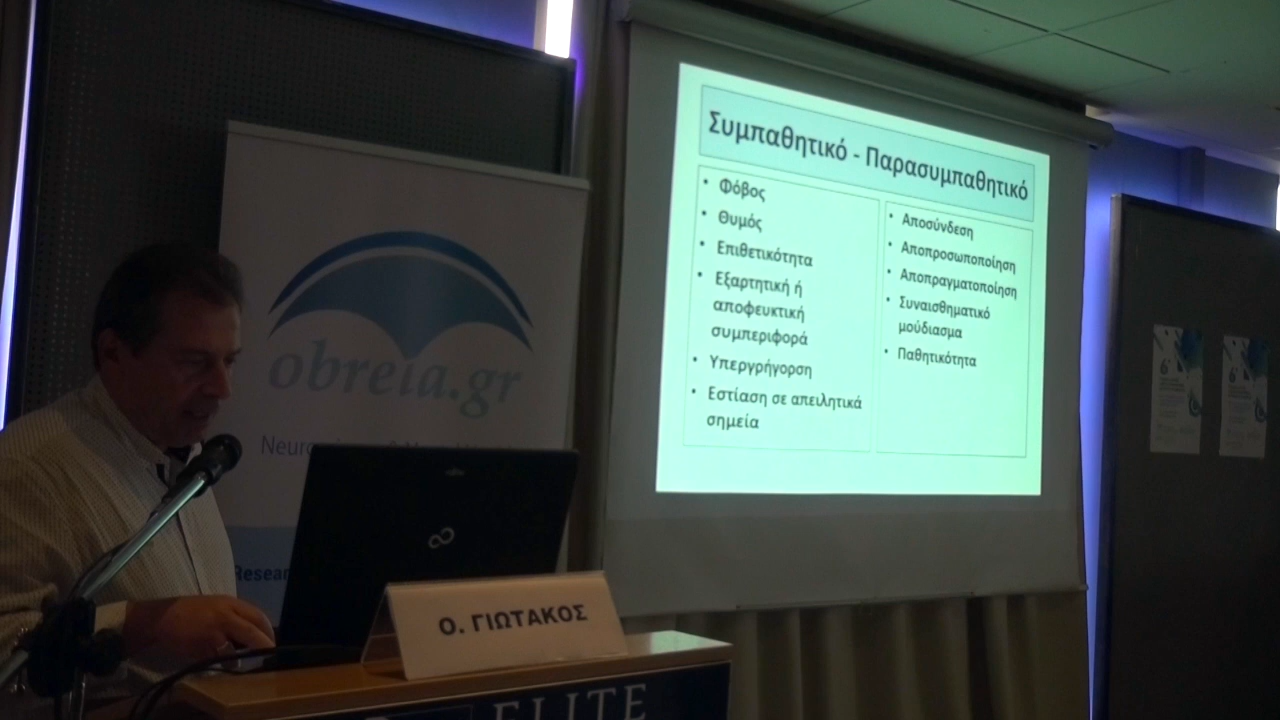 Συμπαθητικό - Παρασυμπαθητικό
• Φόβος
• Θυμός
• Επιθετικότητα
• Εξαρτητική ή
αποφευκτική
συμπεριφορά
• Υπεργρήγορση
• Εστίαση σε απειλητικά
σημεία
• Αποσύνδεση
• Αποπροσωποποίηση
• Αποπραγματοποίηση
• Συναισθηματικό
μούδιασμα
• Παθητικότητα
obreia.gr
Ο. ΓΙΩΤΑΚΟΣ
ELITE